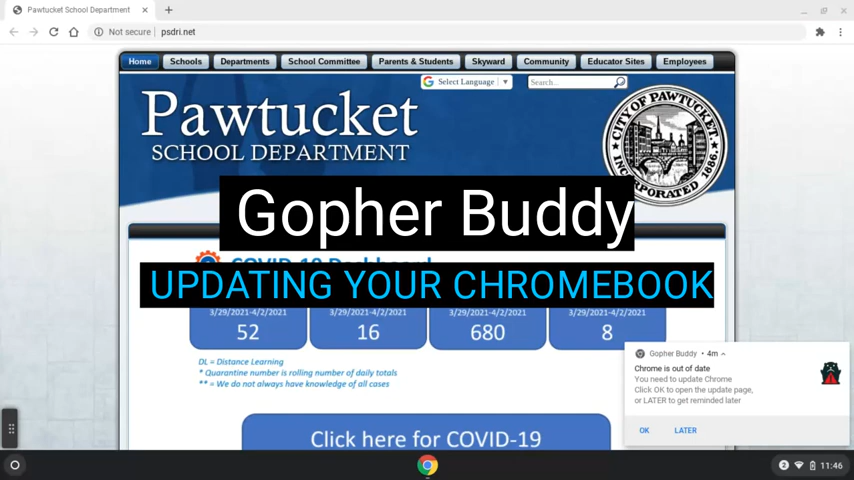 Pawtucket School Department
Not secure | psdri.net
Home Schools Departments School Committee Parents & Students Skyward Community Educator Sites Employees
Select Language ▼ Search...
Pawtucket
SCHOOL DEPARTMENT
CITY OF PAWTUCKET
INCORPORATED 1886.
Gopher Buddy
UPDATING YOUR CHROMEBOOK
3/29/2021-4/2/2021 3/29/2021-4/2/2021 3/29/2021-4/2/2021 3/29/2021-4/2/2021
52 16 680 8
DL = Distance Learning
* Quarantine number is rolling number of daily totals
** = We do not always have knowledge of all cases
Click here for COVID-19
Gopher Buddy • 4m
Chrome is out of date
You need to update Chrome
Click OK to open the update page,
or LATER to get reminded later
OK LATER
2 11:46